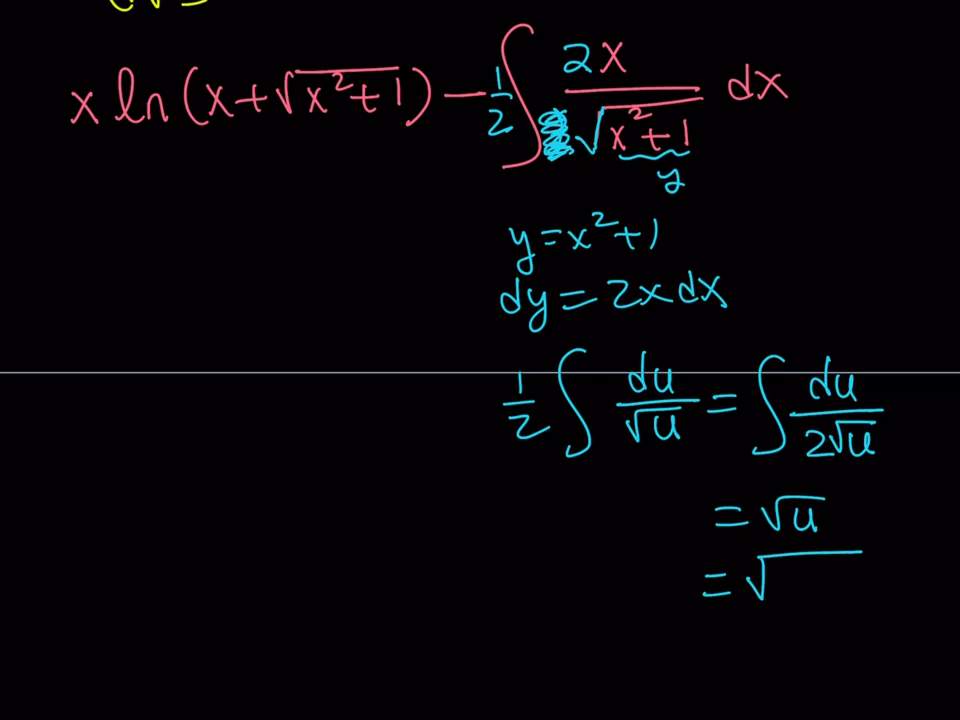 x ln(x+√(x²+1)) - 1/2 ∫ 2x/√(x²+1) dx
y
y = x²+1
dy = 2x dx
1/2 ∫ du/√u = ∫ du/2√u
= √u
= √